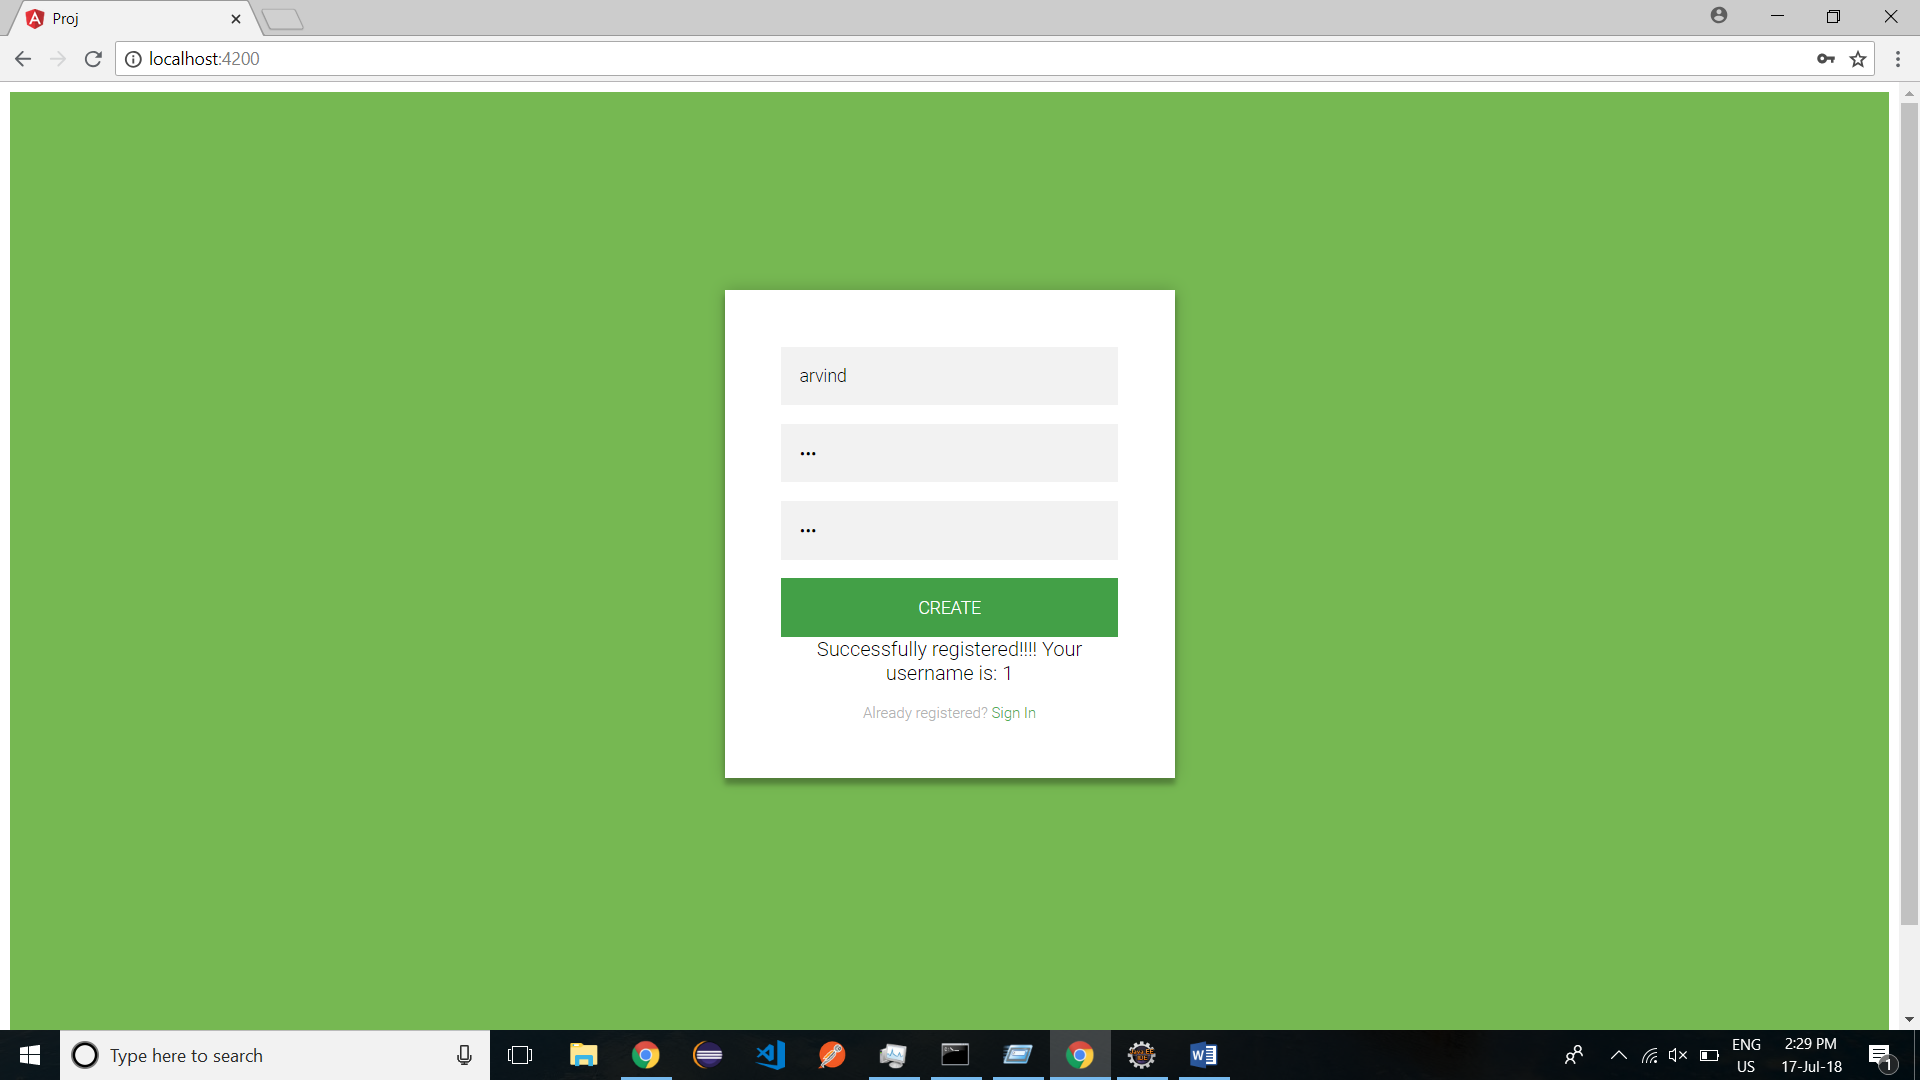 Proj
localhost:4200
arvind
•••
•••
CREATE
Successfully registered!!!! Your
username is: 1
Already registered? Sign In
Type here to search
ENG
US
2:29 PM
17-Jul-18
1